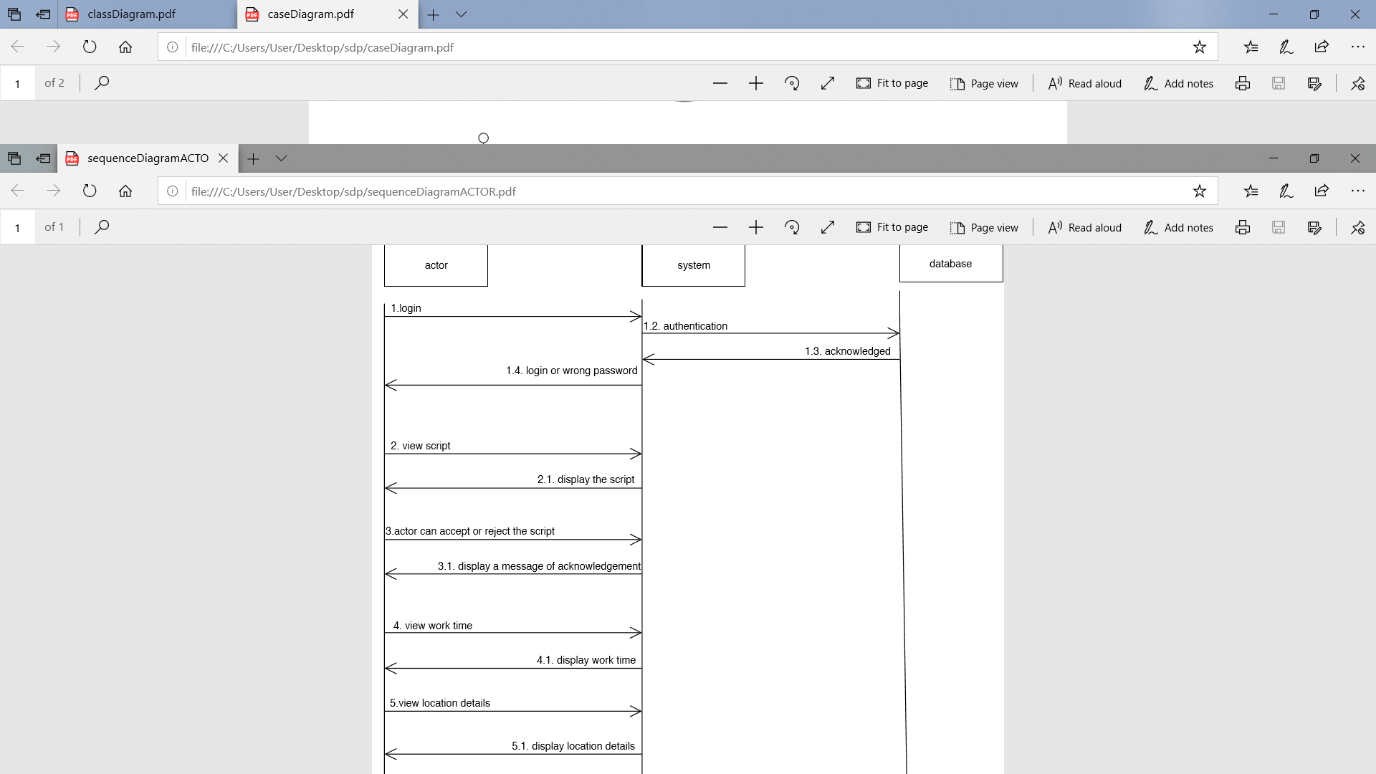 classDiagram.pdf
caseDiagram.pdf
file:///C:/Users/User/Desktop/sdp/caseDiagram.pdf
1 of 2
Fit to page
Page view
Read aloud
Add notes
sequenceDiagramACTO
file:///C:/Users/User/Desktop/sdp/sequenceDiagramACTOR.pdf
1 of 1
Fit to page
Page view
Read aloud
Add notes
actor
system
database
1.login
1.2. authentication
1.3. acknowledged
1.4. login or wrong password
2. view script
2.1. display the script
3.actor can accept or reject the script
3.1. display a message of acknowledgement
4. view work time
4.1. display work time
5.view location details
5.1. display location details